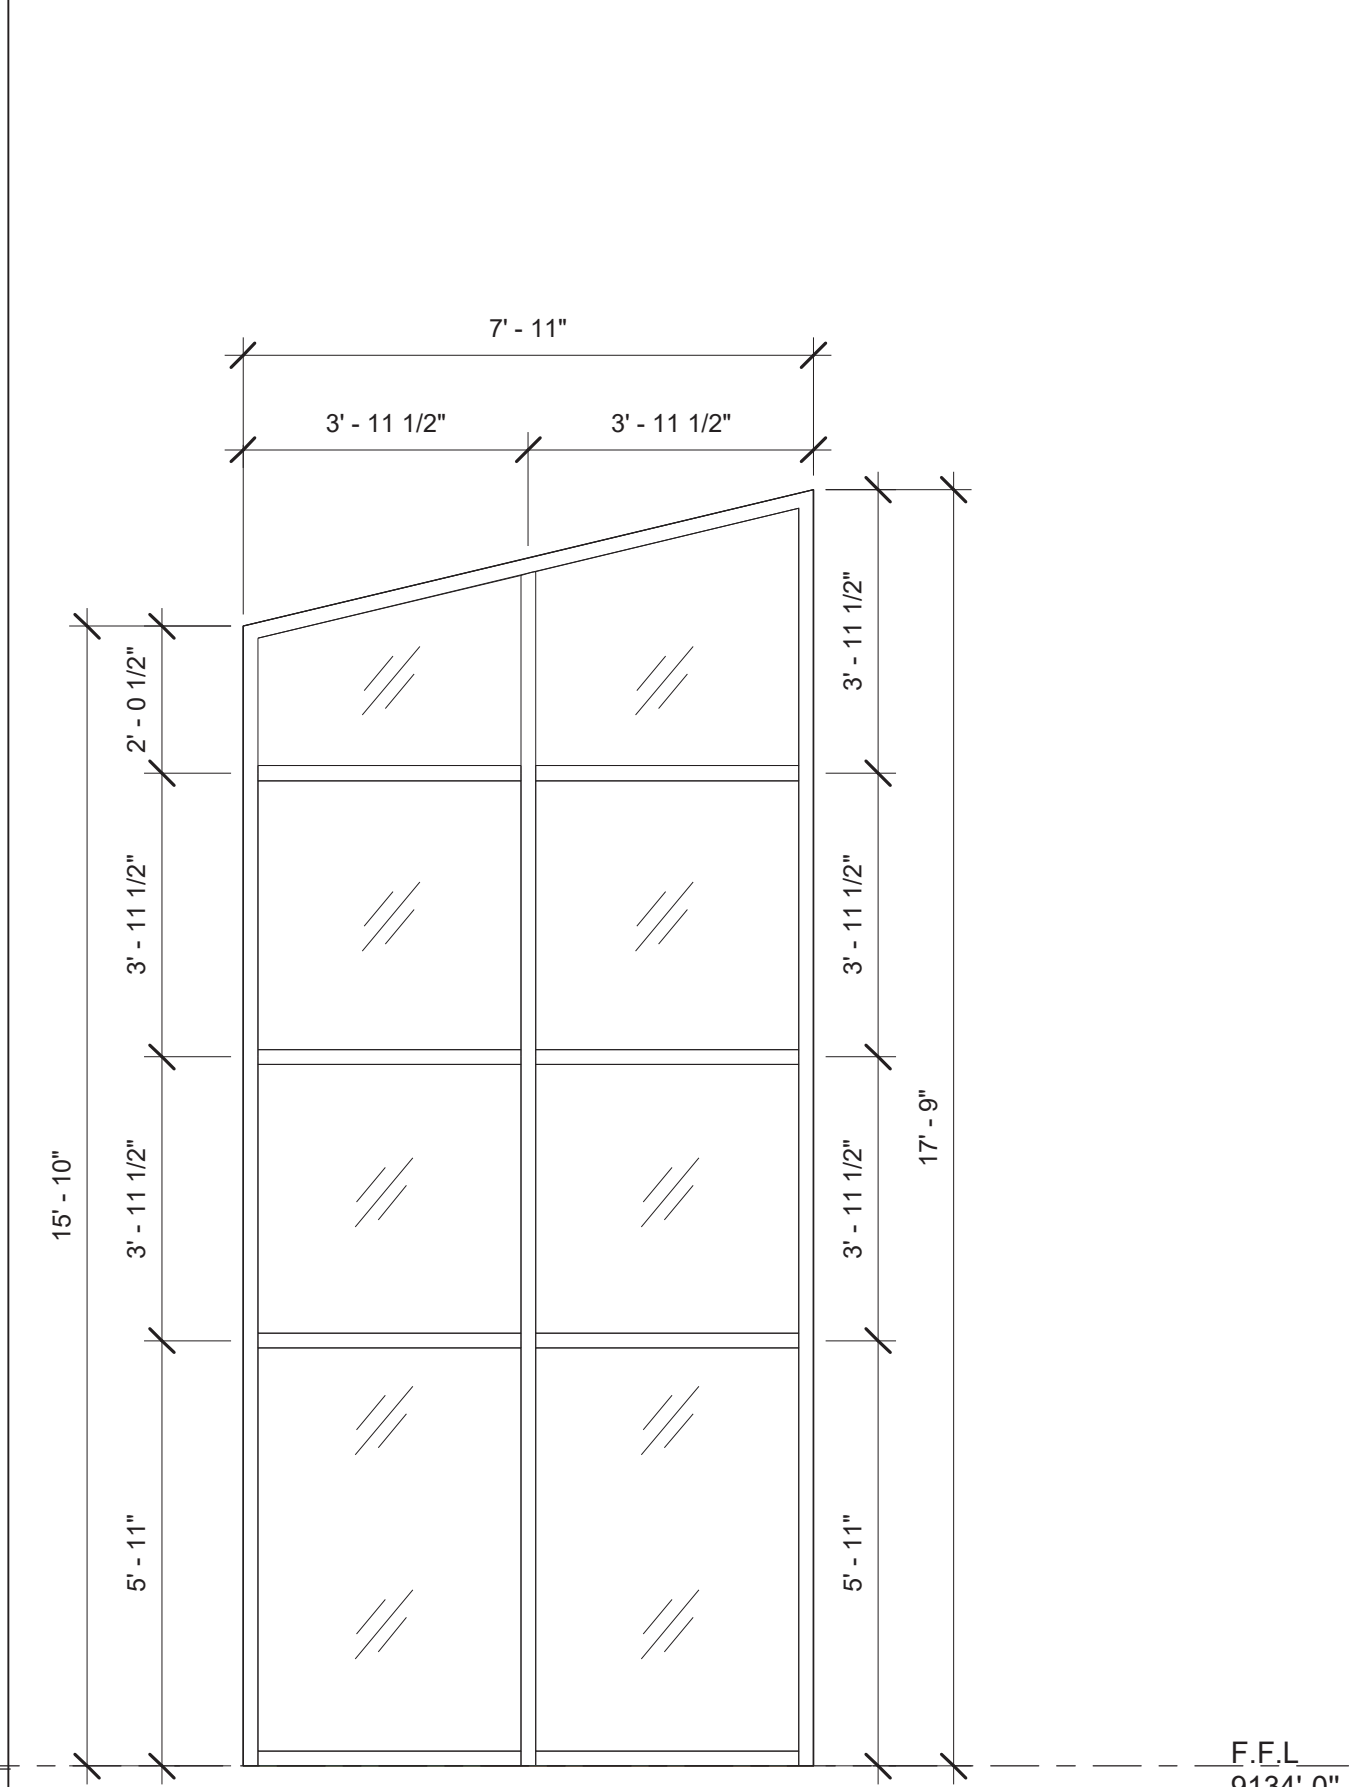 7' - 11"
3' - 11 1/2" 3' - 11 1/2"
2' - 0 1/2"
3' - 11 1/2"
3' - 11 1/2"
5' - 11"
15' - 10"
3' - 11 1/2"
3' - 11 1/2"
3' - 11 1/2"
5' - 11"
17' - 9"
F.F.L
9134'-0"